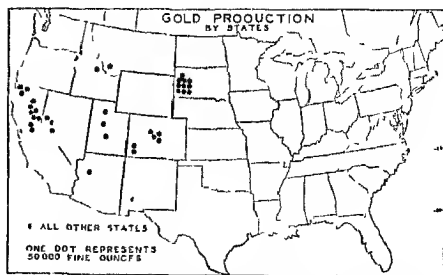 GOLD PRODUCTION
BY STATES
ALL OTHER STATES
ONE DOT REPRESENTS
50000 FINE OUNCES